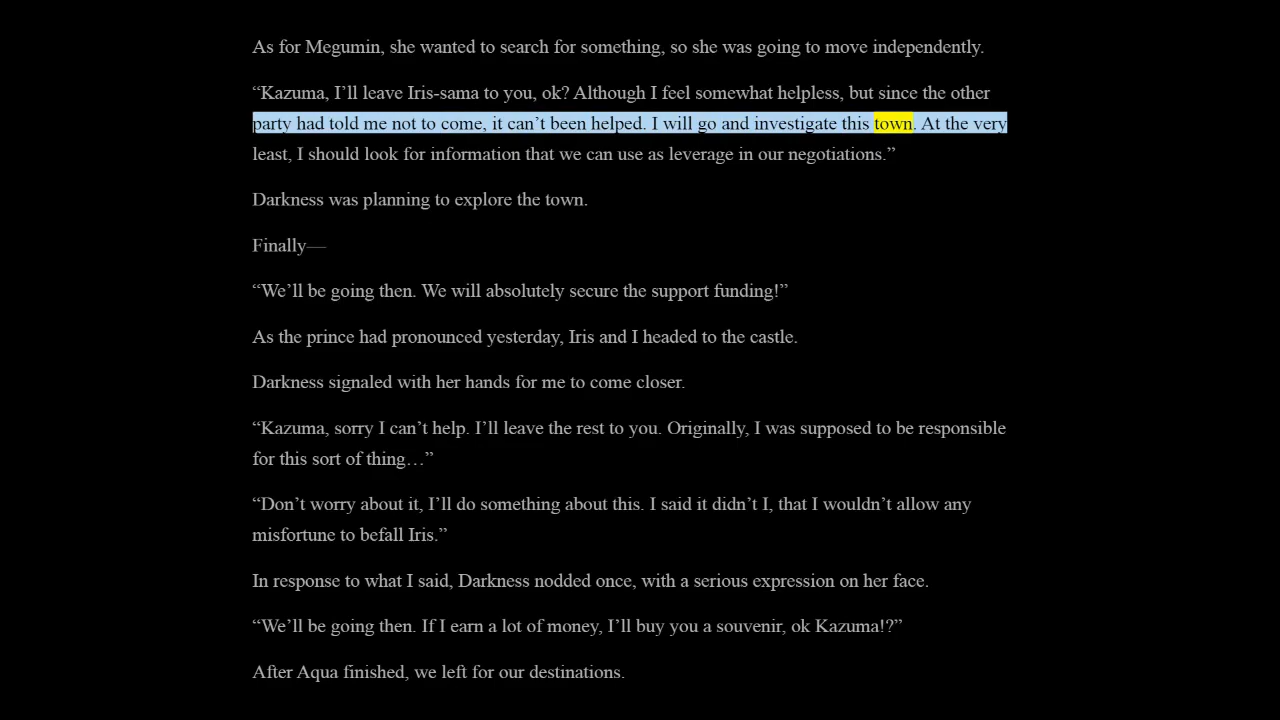 As for Megumin, she wanted to search for something, so she was going to move independently.
“Kazuma, I’ll leave Iris-sama to you, ok? Although I feel somewhat helpless, but since the other
party had told me not to come, it can’t been helped. I will go and investigate this town. At the very
least, I should look for information that we can use as leverage in our negotiations.”
Darkness was planning to explore the town.
Finally—
“We’ll be going then. We will absolutely secure the support funding!”
As the prince had pronounced yesterday, Iris and I headed to the castle.
Darkness signaled with her hands for me to come closer.
“Kazuma, sorry I can’t help. I’ll leave the rest to you. Originally, I was supposed to be responsible
for this sort of thing…”
“Don’t worry about it, I’ll do something about this. I said it didn’t I, that I wouldn’t allow any
misfortune to befall Iris.”
In response to what I said, Darkness nodded once, with a serious expression on her face.
“We’ll be going then. If I earn a lot of money, I’ll buy you a souvenir, ok Kazuma!?”
After Aqua finished, we left for our destinations.